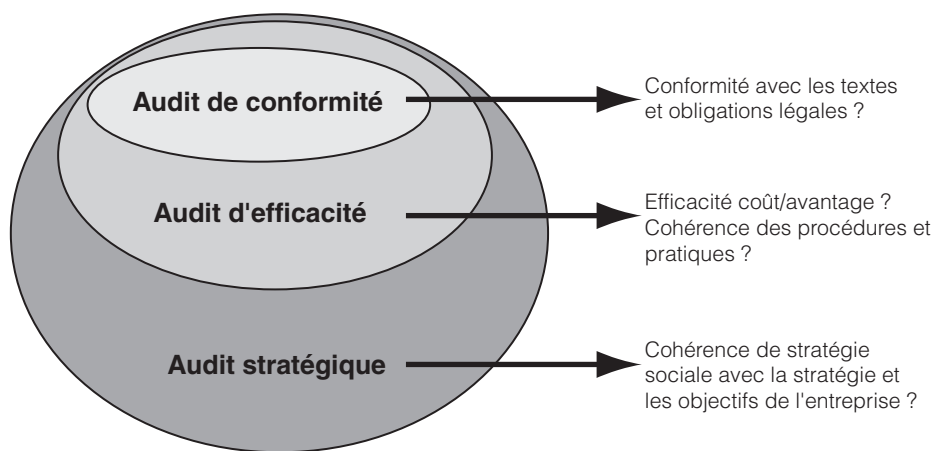 Audit de conformité
Conformité avec les textes
et obligations légales ?
Audit d'efficacité
Efficacité coût/avantage ?
Cohérence des procédures et
pratiques ?
Audit stratégique
Cohérence de stratégie
sociale avec la stratégie et
les objectifs de l'entreprise ?